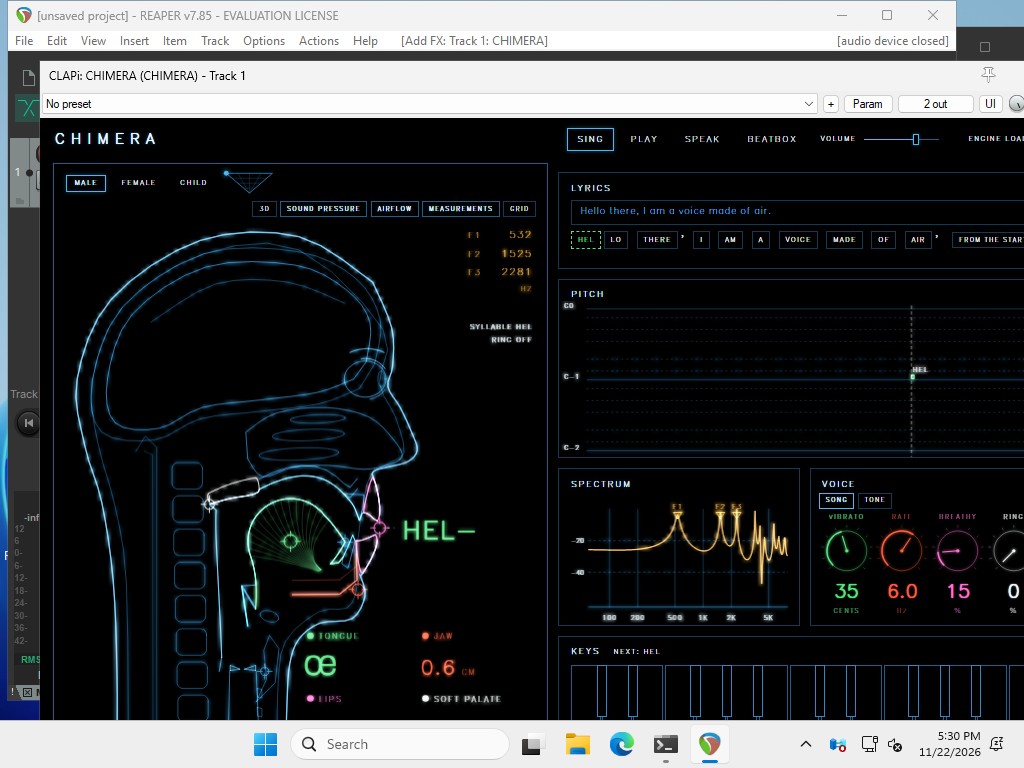 [unsaved project] - REAPER v7.85 - EVALUATION LICENSE
File Edit View Insert Item Track Options Actions Help [Add FX: Track 1: CHIMERA] [audio device closed]
CLAPi: CHIMERA (CHIMERA) - Track 1
No preset + Param 2 out UI
CHIMERA
SING PLAY SPEAK BEATBOX VOLUME ENGINE LOA
MALE FEMALE CHILD
3D SOUND PRESSURE AIRFLOW MEASUREMENTS GRID
F1 532
F2 1525
F3 2281
HZ
SYLLABLE HEL
RING OFF
HEL–
TONGUE
œ
JAW
0.6 CM
LIPS
SOFT PALATE
LYRICS
Hello there, I am a voice made of air.
HEL LO THERE , I AM A VOICE MADE OF AIR , FROM THE STAR
PITCH
C0
C-1
C-2
HEL
SPECTRUM
F1 F2 F3
-20
-40
100 200 500 1K 2K 5K
VOICE
SONG TONE
VIBRATO RATE BREATHY RING
35 6.0 15 0
CENTS HZ % %
KEYS NEXT: HEL
1
Track
-inf
12
6
0-
6-
12-
18-
24-
30-
36-
42-
RMS
Search
5:30 PM
11/22/2026